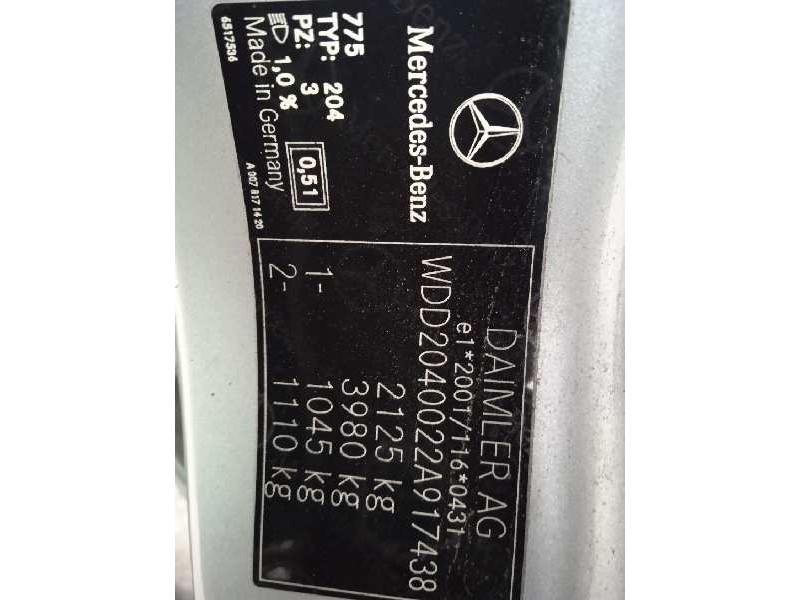 Mercedes-Benz
775
TYP: 204
PZ: 3
1,0 %
0,51
Made in Germany
6517506
A 007 817 14 20
DAIMLER AG
e1*2001/116*0431
WDD2040022A917438
2125 kg
3980 kg
1- 1045 kg
2- 1110 kg